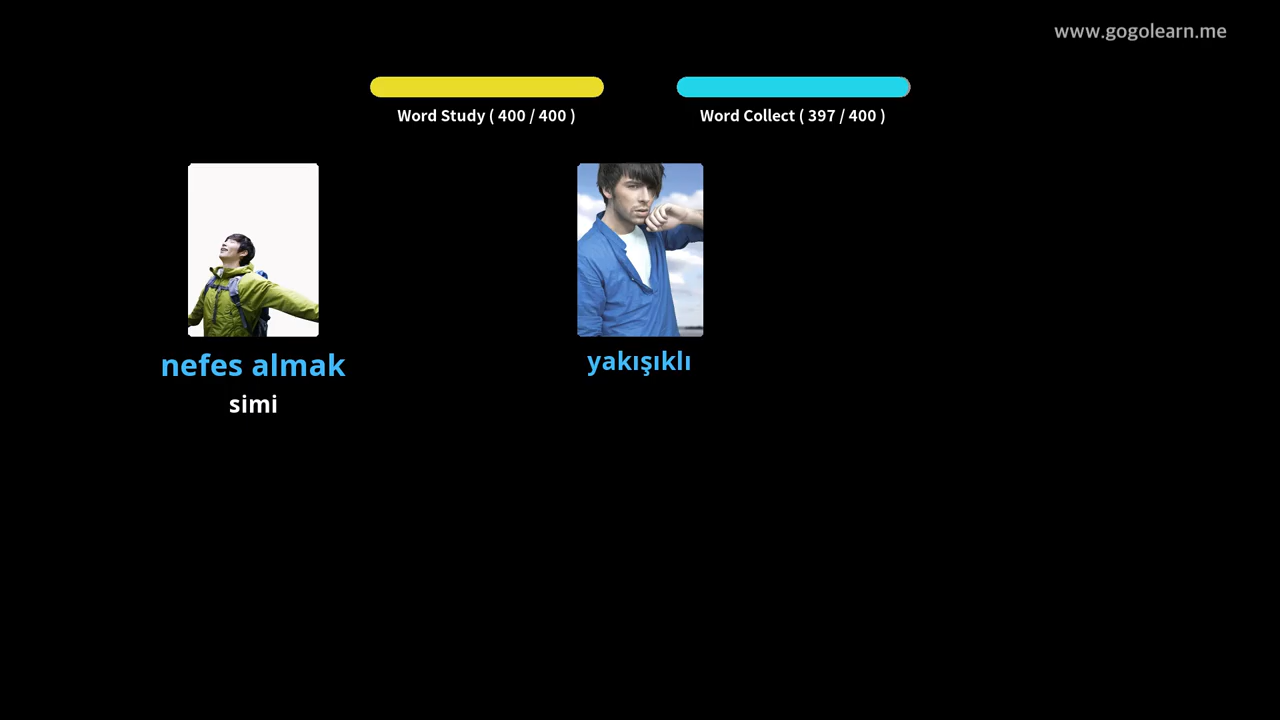 www.gogolearn.me
Word Study ( 400 / 400 )
Word Collect ( 397 / 400 )
nefes almak
simi
yakışıklı